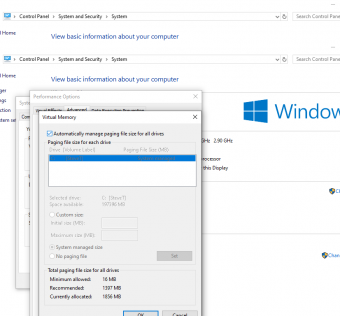 Control Panel › System and Security › System
Search Control Panel
Home
View basic information about your computer
Control Panel › System and Security › System
Search Control Panel
Home
View basic information about your computer
Performance Options
Advanced
Virtual Memory
Windows
Automatically manage paging file size for all drives
Paging file size for each drive
Drive [Volume Label]
Paging File Size (MB)
GHz 2.90 GHz
rocessor
this Display
Selected drive:
Space available:
Custom size:
Initial size (MB):
Maximum size (MB):
System managed size
No paging file
Set
Total paging file size for all drives
Minimum allowed: 16 MB
Recommended: 1397 MB
Currently allocated: 1856 MB
OK
Cancel